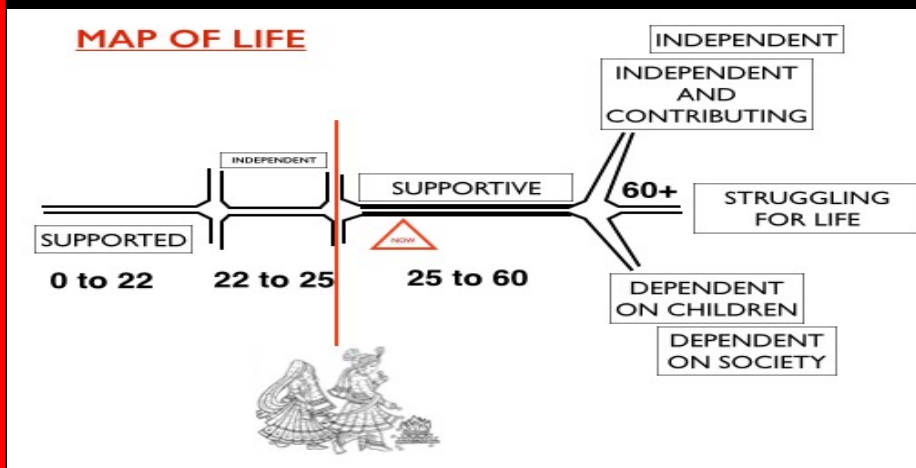 MAP OF LIFE
INDEPENDENT
INDEPENDENT
AND
CONTRIBUTING
INDEPENDENT
SUPPORTIVE
60+
STRUGGLING
FOR LIFE
SUPPORTED
NOW
0 to 22
22 to 25
25 to 60
DEPENDENT
ON CHILDREN
DEPENDENT
ON SOCIETY